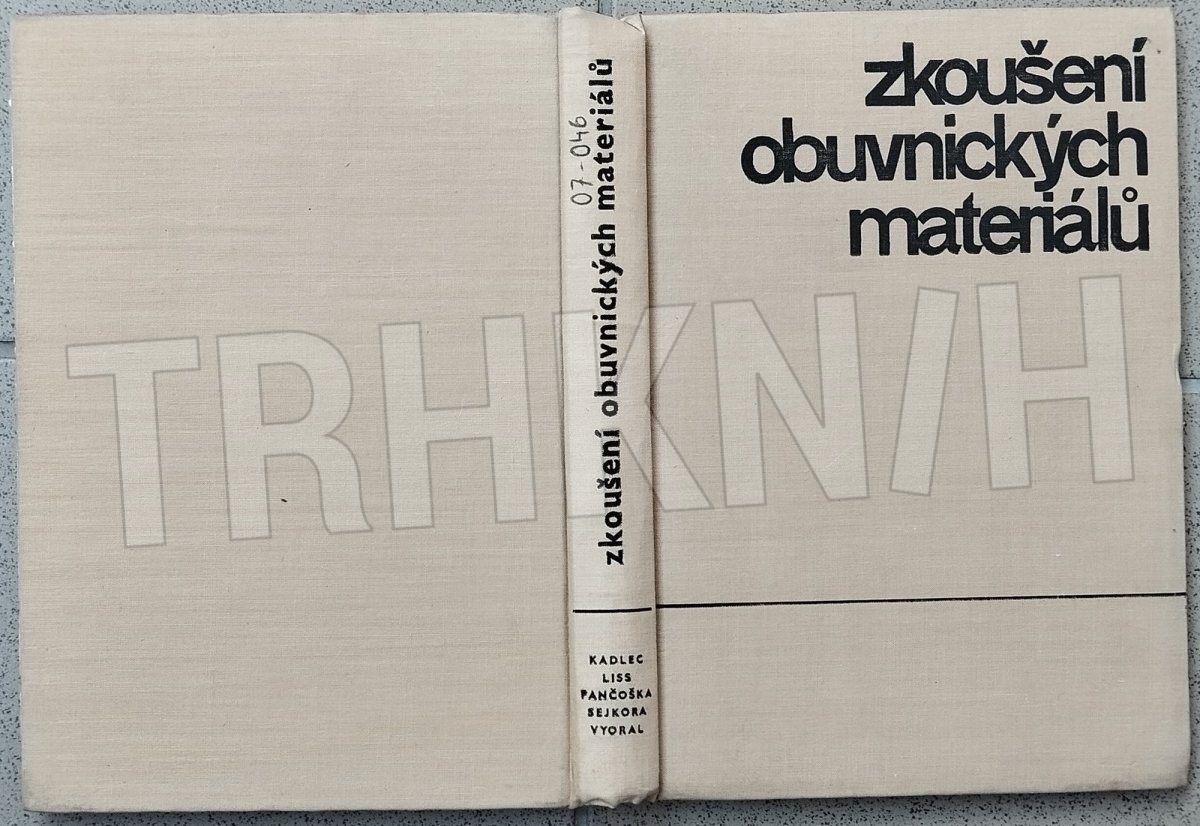 zkoušení
obuvnických
materiálů
zkoušení obuvnických materiálů
07-046
KADLEC
LISS
PANČOŠKA
SEJKORA
VYORAL
TRHKNIH